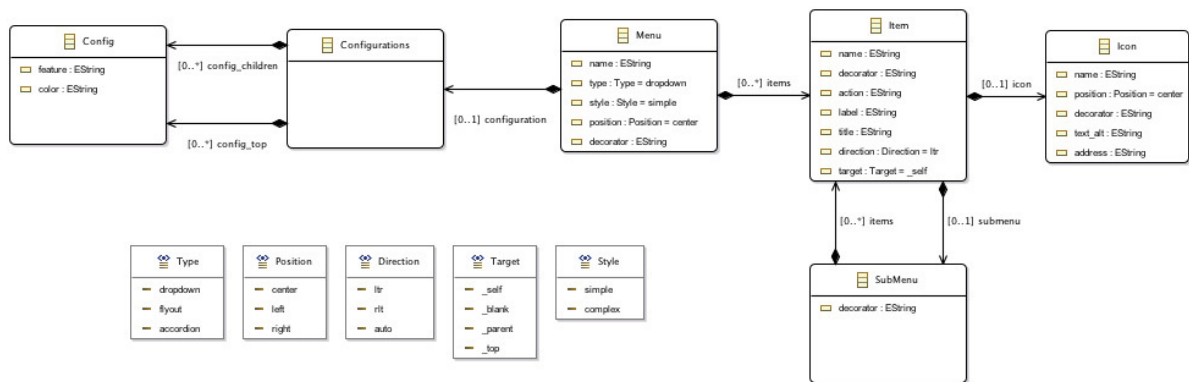 Config
feature : EString
color : EString
[0..*] config_children
[0..*] config_top
Configurations
[0..1] configuration
Menu
name : EString
type : Type = dropdown
style : Style = simple
position : Position = center
decorator : EString
[0..*] items
Item
name : EString
decorator : EString
action : EString
label : EString
title : EString
direction : Direction = ltr
target : Target = _self
[0..1] icon
Icon
name : EString
position : Position = center
decorator : EString
text_alt : EString
address : EString
[0..*] items
[0..1] submenu
SubMenu
decorator : EString
Type
dropdown
flyout
accordion
Position
center
left
right
Direction
ltr
rlt
auto
Target
_self
_blank
_parent
_top
Style
simple
complex